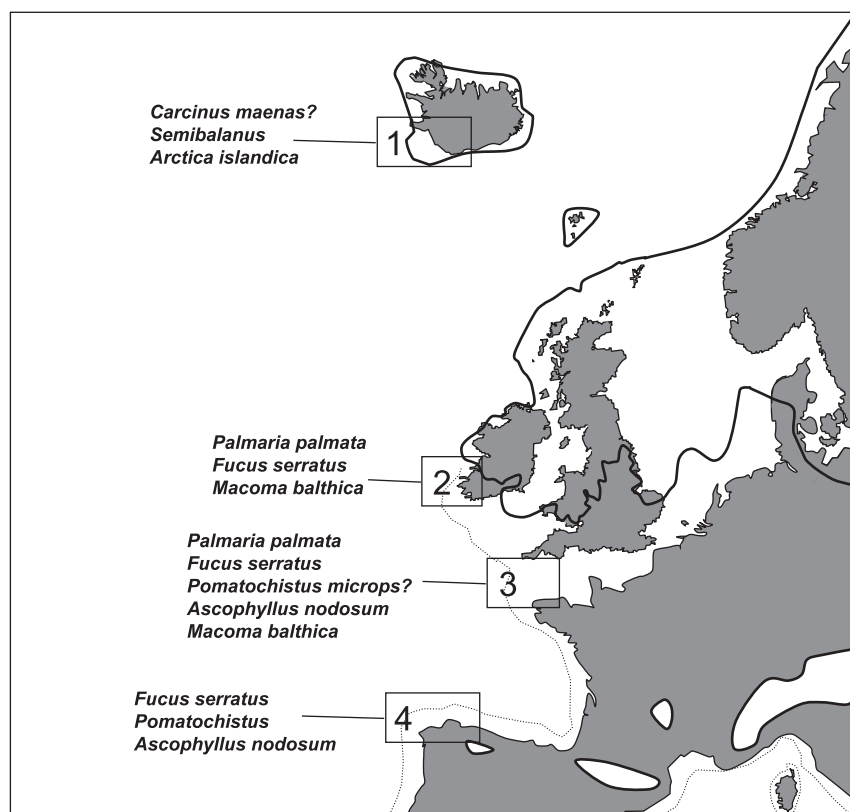 Carcinus maenas?
Semibalanus
Arctica islandica
1
Palmaria palmata
Fucus serratus
Macoma balthica
2
Palmaria palmata
Fucus serratus
Pomatochistus microps?
Ascophyllus nodosum
Macoma balthica
3
Fucus serratus
Pomatochistus
Ascophyllus nodosum
4